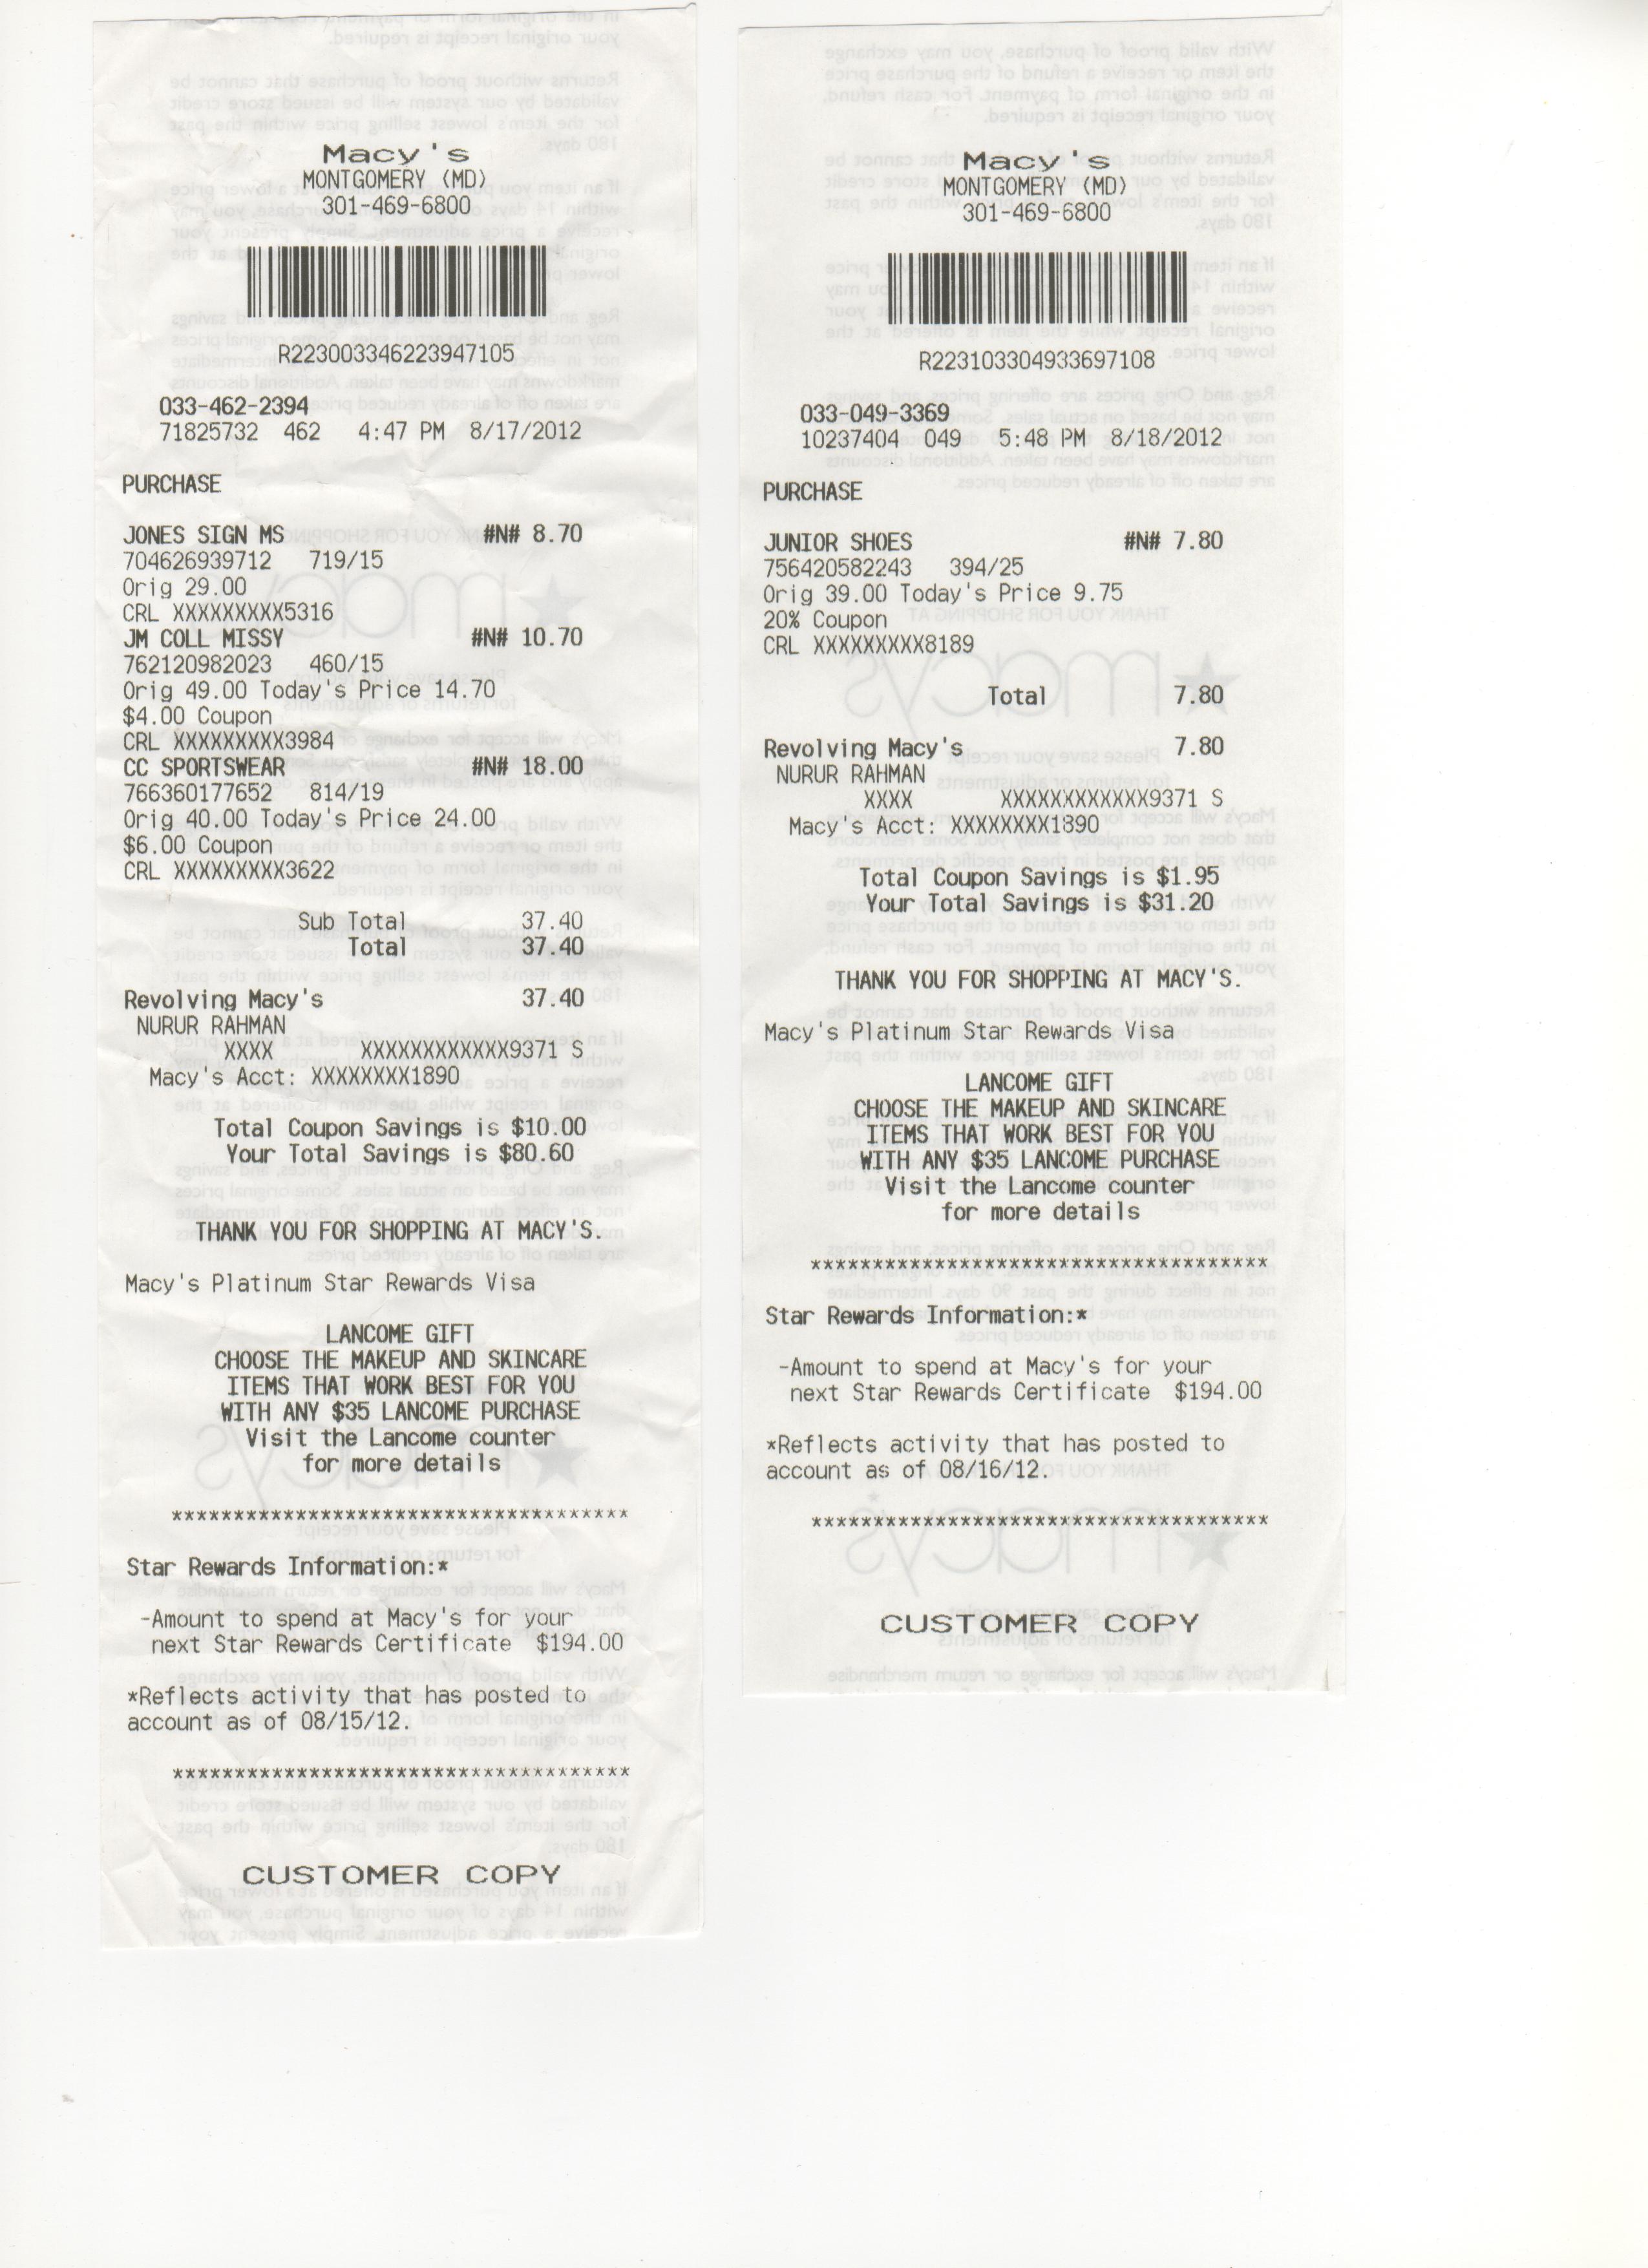 Macy's
MONTGOMERY (MD)
301-469-6800
R223003346223947105
033-462-2394
71825732 462 4:47 PM 8/17/2012
PURCHASE
JONES SIGN MS #N# 8.70
704626939712 719/15
Orig 29.00
CRL XXXXXXXXX5316
JM COLL MISSY #N# 10.70
762120982023 460/15
Orig 49.00 Today's Price 14.70
$4.00 Coupon
CRL XXXXXXXXX3984
CC SPORTSWEAR #N# 18.00
766360177652 814/19
Orig 40.00 Today's Price 24.00
$6.00 Coupon
CRL XXXXXXXXX3622
Sub Total 37.40
Total 37.40
Revolving Macy's 37.40
NURUR RAHMAN
XXXX XXXXXXXXXXXX9371 S
Macy's Acct: XXXXXXXX1890
Total Coupon Savings is $10.00
Your Total Savings is $80.60
THANK YOU FOR SHOPPING AT MACY'S.
Macy's Platinum Star Rewards Visa
LANCOME GIFT
CHOOSE THE MAKEUP AND SKINCARE
ITEMS THAT WORK BEST FOR YOU
WITH ANY $35 LANCOME PURCHASE
Visit the Lancome counter
for more details
*************************************
Star Rewards Information:*
-Amount to spend at Macy's for your
next Star Rewards Certificate $194.00
*Reflects activity that has posted to
account as of 08/15/12.
*************************************
CUSTOMER COPY
Macy's
MONTGOMERY (MD)
301-469-6800
R223103304933697108
033-049-3369
10237404 049 5:48 PM 8/18/2012
PURCHASE
JUNIOR SHOES #N# 7.80
756420582243 394/25
Orig 39.00 Today's Price 9.75
20% Coupon
CRL XXXXXXXXX8189
Total 7.80
Revolving Macy's 7.80
NURUR RAHMAN
XXXX XXXXXXXXXXXX9371 S
Macy's Acct: XXXXXXXX1890
Total Coupon Savings is $1.95
Your Total Savings is $31.20
THANK YOU FOR SHOPPING AT MACY'S.
Macy's Platinum Star Rewards Visa
LANCOME GIFT
CHOOSE THE MAKEUP AND SKINCARE
ITEMS THAT WORK BEST FOR YOU
WITH ANY $35 LANCOME PURCHASE
Visit the Lancome counter
for more details
*************************************
Star Rewards Information:*
-Amount to spend at Macy's for your
next Star Rewards Certificate $194.00
*Reflects activity that has posted to
account as of 08/16/12.
*************************************
CUSTOMER COPY